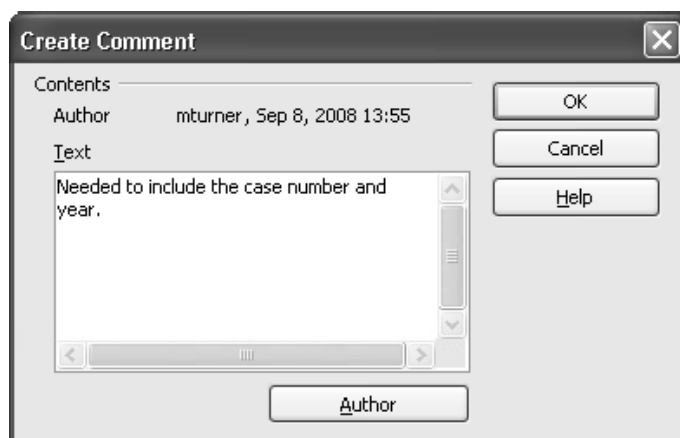 Create Comment
Contents
Author mturner, Sep 8, 2008 13:55
Text
Needed to include the case number and
year.
OK
Cancel
Help
Author